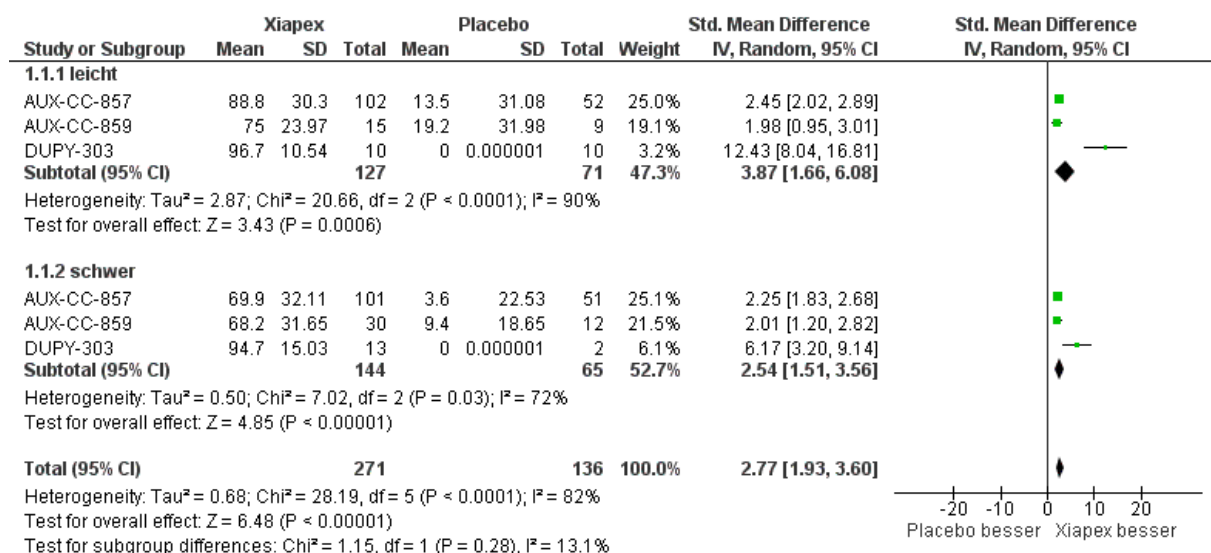 Xiapex Placebo Std. Mean Difference Std. Mean Difference
Study or Subgroup Mean SD Total Mean SD Total Weight IV, Random, 95% CI IV, Random, 95% CI
1.1.1 leicht
AUX-CC-857 88.8 30.3 102 13.5 31.08 52 25.0% 2.45 [2.02, 2.89]
AUX-CC-859 75 23.97 15 19.2 31.98 9 19.1% 1.98 [0.95, 3.01]
DUPY-303 96.7 10.54 10 0 0.000001 10 3.2% 12.43 [8.04, 16.81]
Subtotal (95% CI) 127 71 47.3% 3.87 [1.66, 6.08]
Heterogeneity: Tau² = 2.87; Chi² = 20.66, df = 2 (P < 0.0001); I² = 90%
Test for overall effect: Z = 3.43 (P = 0.0006)
1.1.2 schwer
AUX-CC-857 69.9 32.11 101 3.6 22.53 51 25.1% 2.25 [1.83, 2.68]
AUX-CC-859 68.2 31.65 30 9.4 18.65 12 21.5% 2.01 [1.20, 2.82]
DUPY-303 94.7 15.03 13 0 0.000001 2 6.1% 6.17 [3.20, 9.14]
Subtotal (95% CI) 144 65 52.7% 2.54 [1.51, 3.56]
Heterogeneity: Tau² = 0.50; Chi² = 7.02, df = 2 (P = 0.03); I² = 72%
Test for overall effect: Z = 4.85 (P < 0.00001)
Total (95% CI) 271 136 100.0% 2.77 [1.93, 3.60]
Heterogeneity: Tau² = 0.68; Chi² = 28.19, df = 5 (P < 0.0001); I² = 82%
Test for overall effect: Z = 6.48 (P < 0.00001)
Test for subgroup differences: Chi² = 1.15, df = 1 (P = 0.28), I² = 13.1%
-20 -10 0 10 20
Placebo besser Xiapex besser